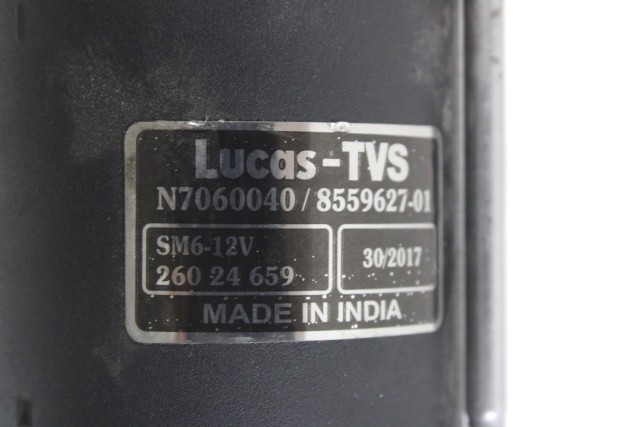 Lucas-TVS
N7060040/8559627-01
SM6-12V
260 24 659
30/2017
MADE IN INDIA